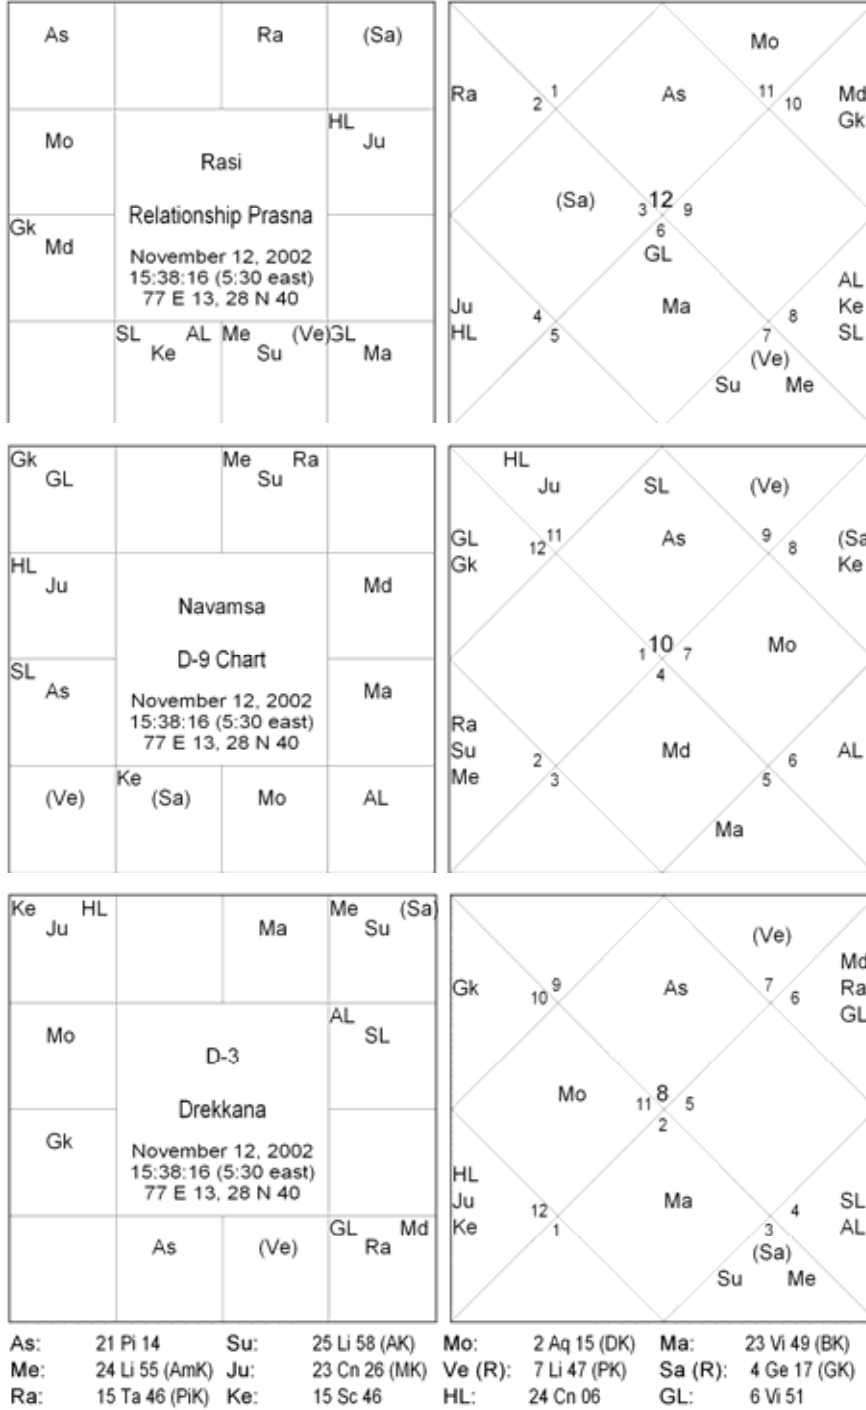 As Ra (Sa)
Mo HL Ju
Rasi
Relationship Prasna
Gk Md
November 12, 2002
15:38:16 (5:30 east)
77 E 13, 28 N 40
SL AL Me (Ve) GL
Ke Su Ma
Mo
Ra 2 1 As 11 10 Md
Gk
(Sa) 3 12 9
6
GL
Ju 4 Ma 8 AL
HL 5 7 Ke
(Ve) SL
Su Me
Gk Me Ra
GL Su
HL
Ju Md
Navamsa
D-9 Chart
SL
As Ma
November 12, 2002
15:38:16 (5:30 east)
77 E 13, 28 N 40
Ke
(Ve) (Sa) Mo AL
HL
Ju SL (Ve)
GL 12 11 As 9 8 (Sa
Gk Ke
1 10 7 Mo
4
Ra
Su 2 Md 6 AL
Me 3 5
Ma
Ke HL Me (Sa)
Ju Ma Su
AL
Mo SL
D-3
Drekkana
Gk
November 12, 2002
15:38:16 (5:30 east)
77 E 13, 28 N 40
GL Md
As (Ve) Ra
(Ve)
Md
Gk 10 9 As 7 6 Ra
GL
Mo 11 8 5
2
HL
Ju 12 Ma 4 SL
Ke 1 3 AL
(Sa)
Su Me
As: 21 Pi 14 Su: 25 Li 58 (AK) Mo: 2 Aq 15 (DK) Ma: 23 Vi 49 (BK)
Me: 24 Li 55 (AmK) Ju: 23 Cn 26 (MK) Ve (R): 7 Li 47 (PK) Sa (R): 4 Ge 17 (GK)
Ra: 15 Ta 46 (PiK) Ke: 15 Sc 46 HL: 24 Cn 06 GL: 6 Vi 51